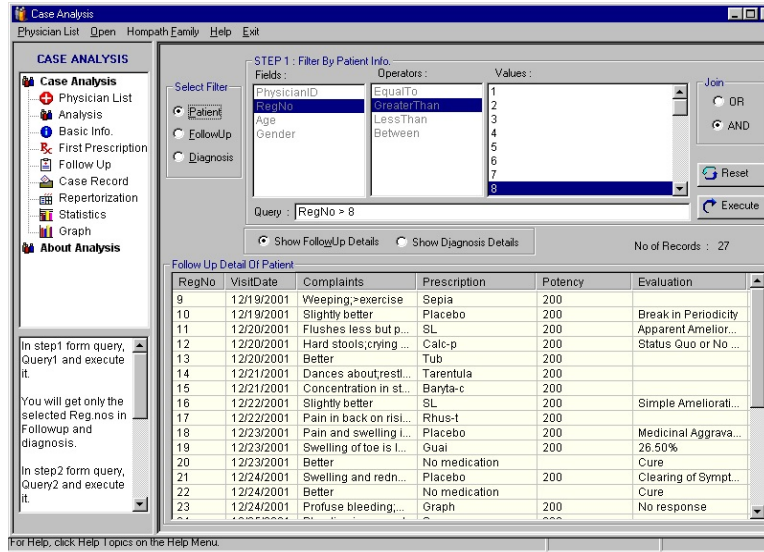 Case Analysis
Physician List Open Hompath Family Help Exit
CASE ANALYSIS
Case Analysis
Physician List
Analysis
Basic Info.
First Prescription
Follow Up
Case Record
Repertorization
Statistics
Graph
About Analysis
In step1 form query,
Query1 and execute
it.
You will get only the
selected Reg.nos in
Followup and
diagnosis.
In step2 form query,
Query2 and execute
it.
Select Filter
Patient
FollowUp
Diagnosis
STEP 1 : Filter By Patient Info.
Fields :
PhysicianID
RegNo
Age
Gender
Operators :
EqualTo
GreaterThan
LessThan
Between
Values :
1
2
3
4
5
6
7
8
Query : RegNo > 8
Join
OR
AND
Reset
Execute
Show FollowUp Details Show Diagnosis Details
No of Records : 27
Follow Up Detail Of Patient
RegNo VisitDate Complaints Prescription Potency Evaluation
9 12/19/2001 Weeping;>exercise Sepia 200
10 12/19/2001 Slightly better Placebo 200 Break in Periodicity
11 12/20/2001 Flushes less but p... SL 200 Apparent Amelior...
12 12/20/2001 Hard stools;crying ... Calc-p 200 Status Quo or No ...
13 12/20/2001 Better Tub 200
14 12/21/2001 Dances about;restl... Tarentula 200
15 12/21/2001 Concentration in st... Baryta-c 200
16 12/22/2001 Slightly better SL 200 Simple Ameliorati...
17 12/22/2001 Pain in back on risi... Rhus-t 200
18 12/23/2001 Pain and swelling i... Placebo 200 Medicinal Aggrava...
19 12/23/2001 Swelling of toe is l... Guai 200 26.50%
20 12/23/2001 Better No medication Cure
21 12/24/2001 Swelling and redn... Placebo 200 Clearing of Sympt...
22 12/24/2001 Better No medication Cure
23 12/24/2001 Profuse bleeding;... Graph 200 No response
For Help, click Help Topics on the Help Menu.